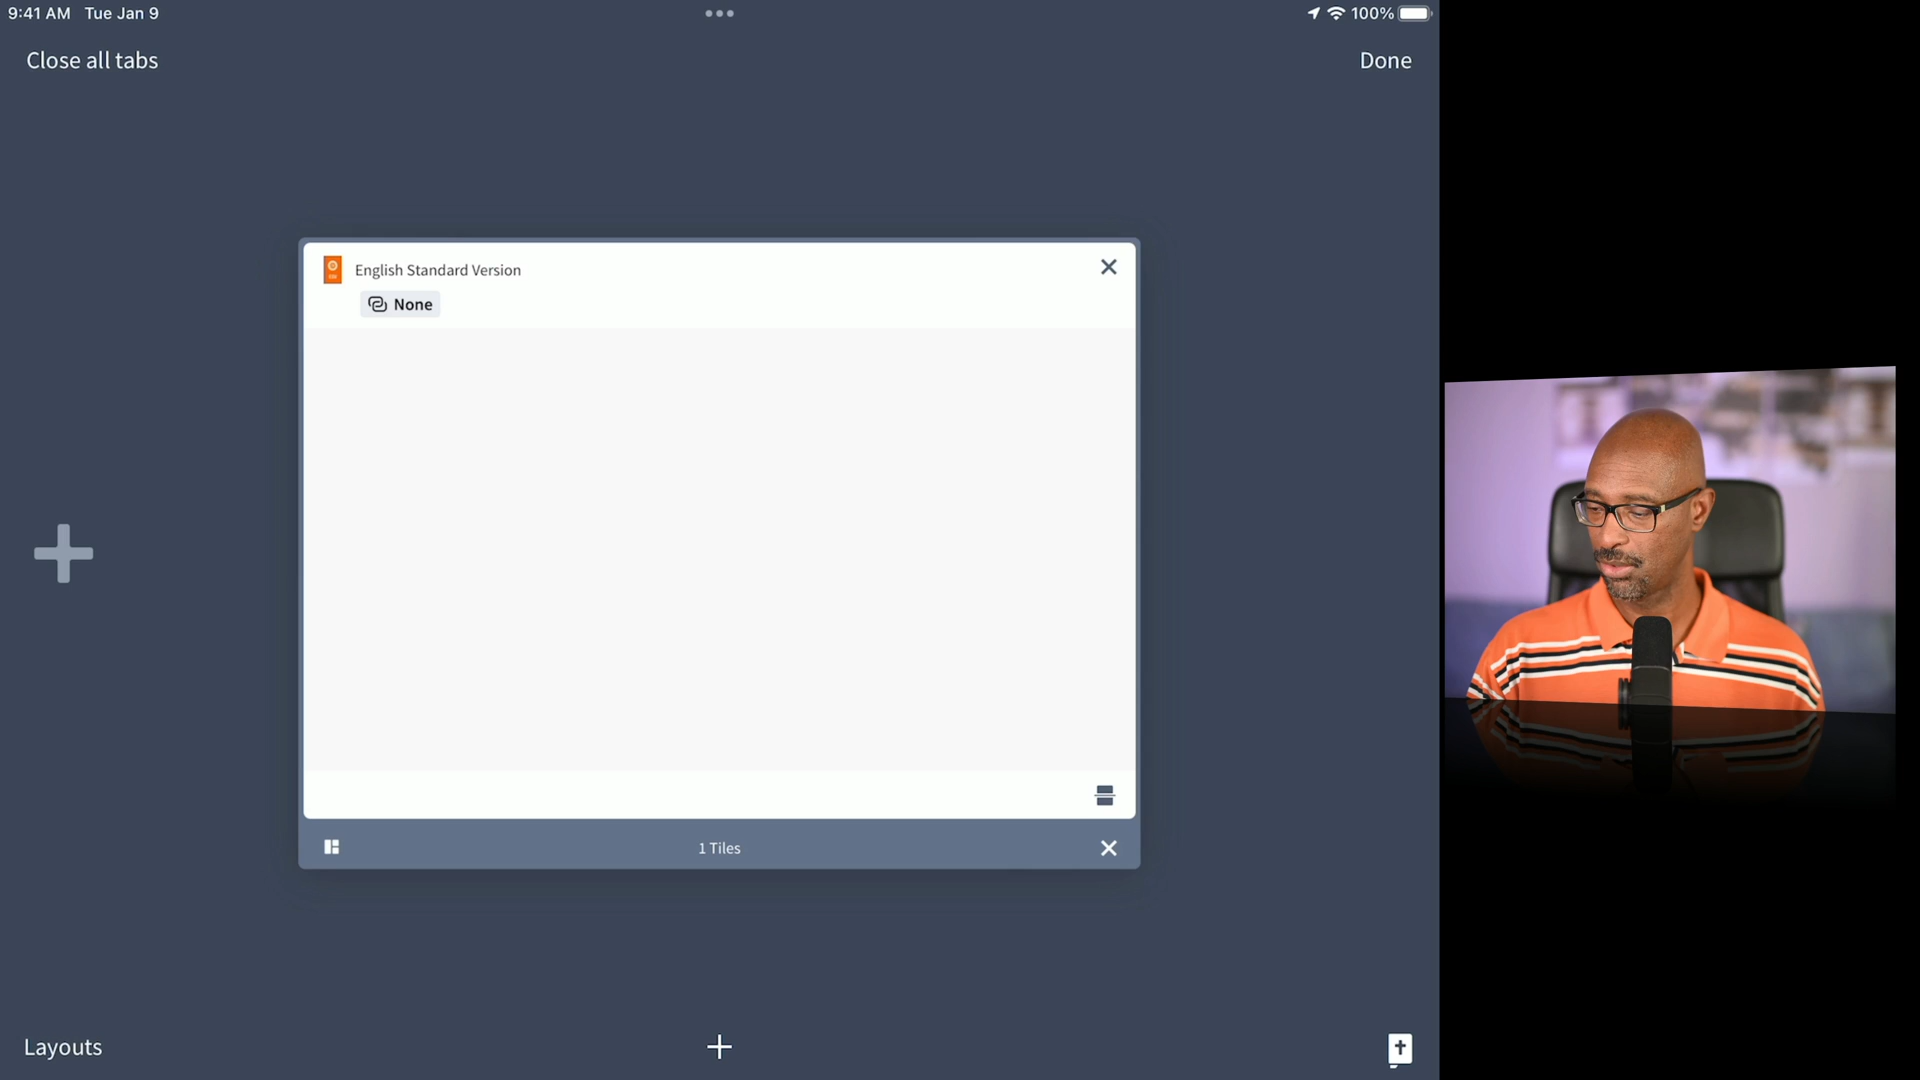 9:41 AM Tue Jan 9
100%
Close all tabs
Done
English Standard Version
None
1 Tiles
Layouts